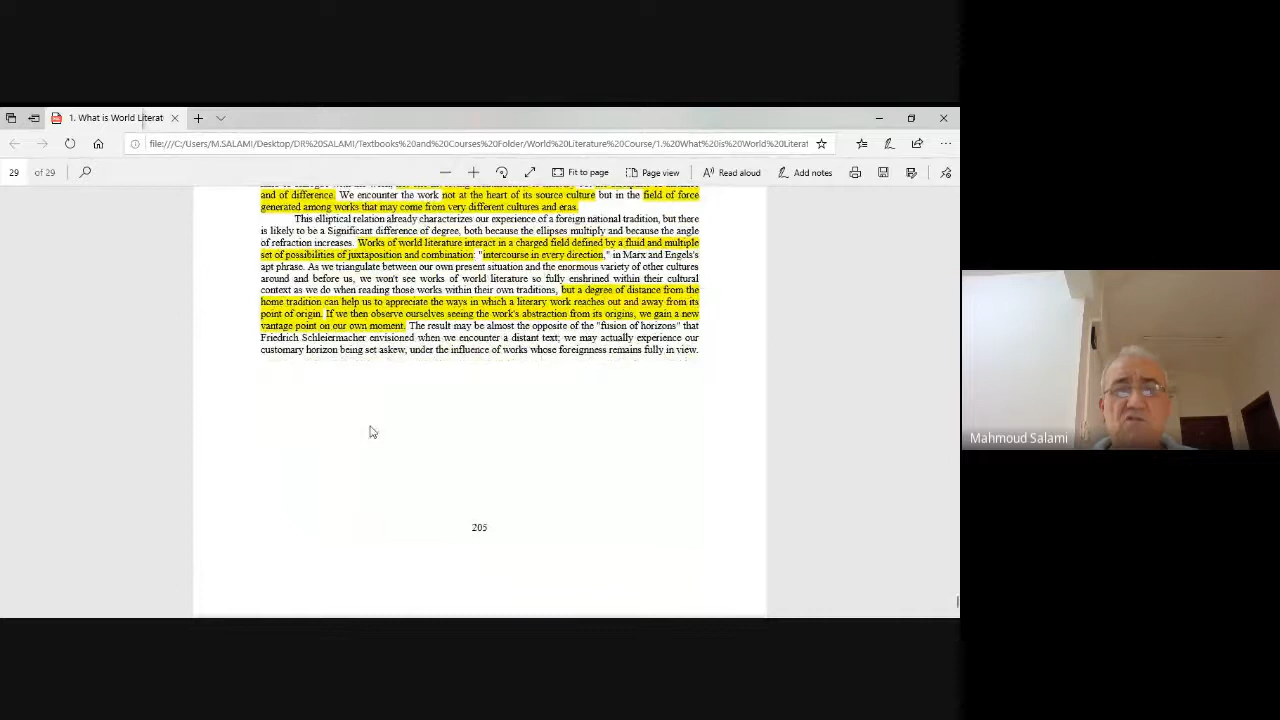 1. What is World Literat
file:///C:/Users/M.SALAMI/Desktop/DR%20SALAMI/Textbooks%20and%20Courses%20Folder/World%20Literature%20Course/1.%20What%20is%20World%20Literat
29 of 29 Fit to page Page view Read aloud Add notes
and of difference. We encounter the work not at the heart of its source culture but in the field of force
generated among works that may come from very different cultures and eras.
This elliptical relation already characterizes our experience of a foreign national tradition, but there
is likely to be a Significant difference of degree, both because the ellipses multiply and because the angle
of refraction increases. Works of world literature interact in a charged field defined by a fluid and multiple
set of possibilities of juxtaposition and combination: "intercourse in every direction," in Marx and Engels's
apt phrase. As we triangulate between our own present situation and the enormous variety of other cultures
around and before us, we won't see works of world literature so fully enshrined within their cultural
context as we do when reading those works within their own traditions, but a degree of distance from the
home tradition can help us to appreciate the ways in which a literary work reaches out and away from its
point of origin. If we then observe ourselves seeing the work's abstraction from its origins, we gain a new
vantage point on our own moment. The result may be almost the opposite of the "fusion of horizons" that
Friedrich Schleiermacher envisioned when we encounter a distant text; we may actually experience our
customary horizon being set askew, under the influence of works whose foreignness remains fully in view.
205
Mahmoud Salami